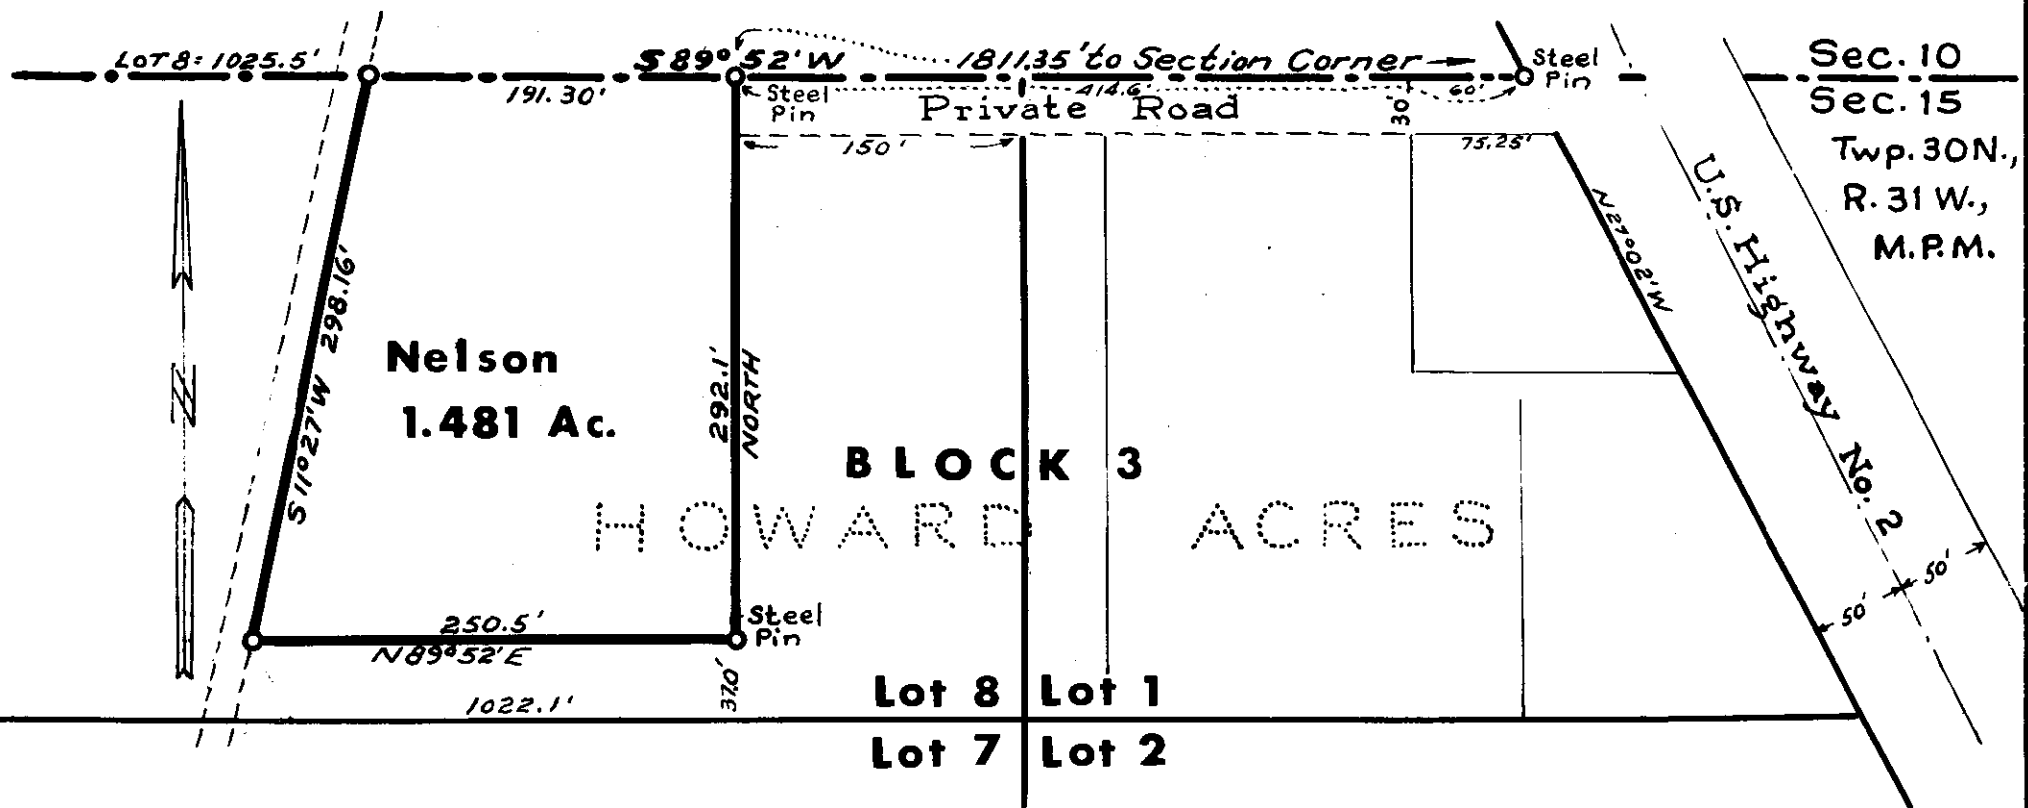 LOT 8: 1025.5'
S 89° 52' W
1811.35' to Section Corner
Steel
Pin
Sec. 10
Sec. 15
Twp. 30 N.,
R. 31 W.,
M.P.M.
191.30'
Steel
Pin
414.6'
60'
Private Road
30'
150'
75.25'
N 27° 02' W
U.S. Highway No. 2
S 11° 27' W 298.16'
Nelson
1.481 Ac.
292.1'
NORTH
BLOCK 3
HOWARD ACRES
N
50'
50'
250.5'
N 89° 52' E
Steel
Pin
37.0'
1022.1'
Lot 8
Lot 1
Lot 7
Lot 2